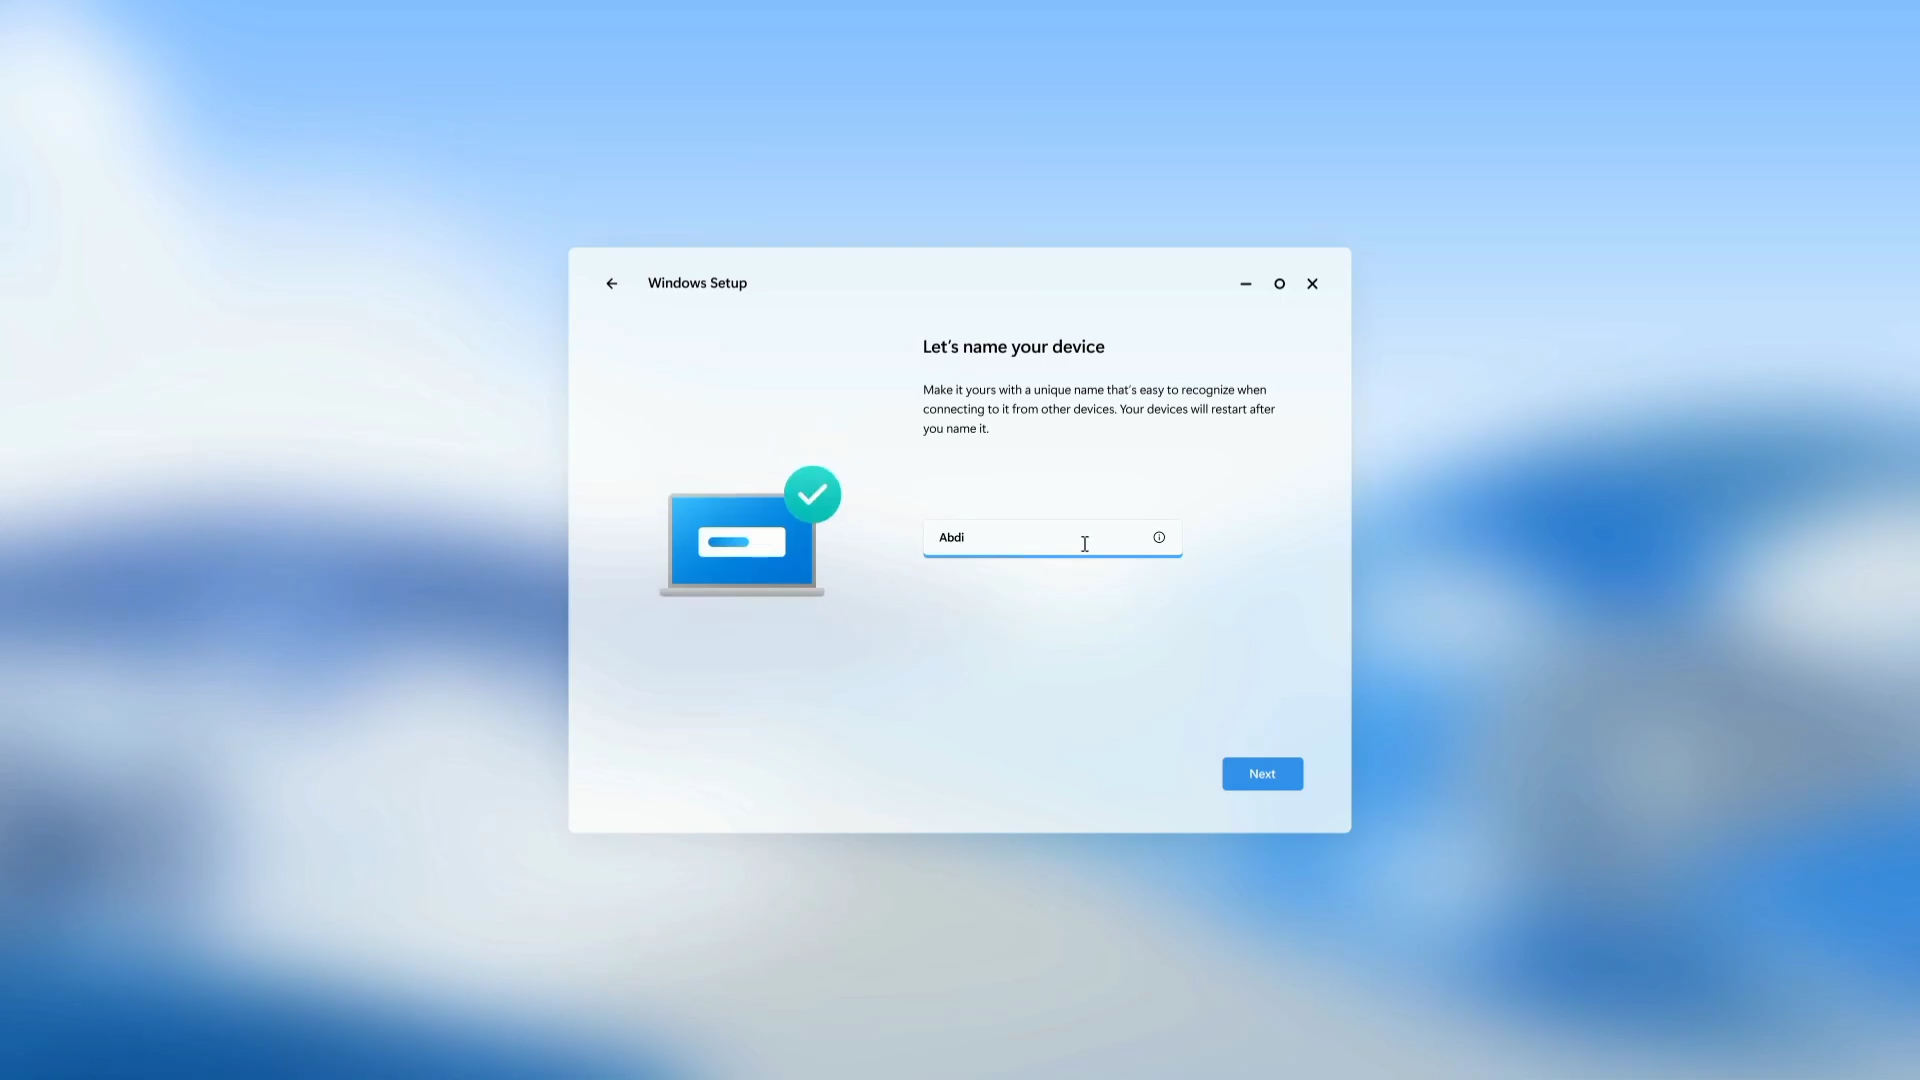 Windows Setup
Let's name your device
Make it yours with a unique name that's easy to recognize when
connecting to it from other devices. Your devices will restart after
you name it.
Abdi
Next